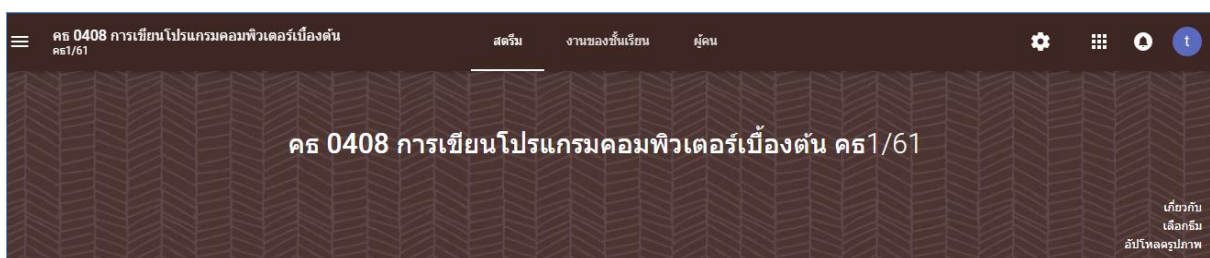 คธ 0408 การเขียนโปรแกรมคอมพิวเตอร์เบื้องต้น
คธ1/61
สตรีม งานของชั้นเรียน ผู้คน
t
คธ 0408 การเขียนโปรแกรมคอมพิวเตอร์เบื้องต้น คธ1/61
เกี่ยวกับ
เลือกธีม
อัปโหลดรูปภาพ